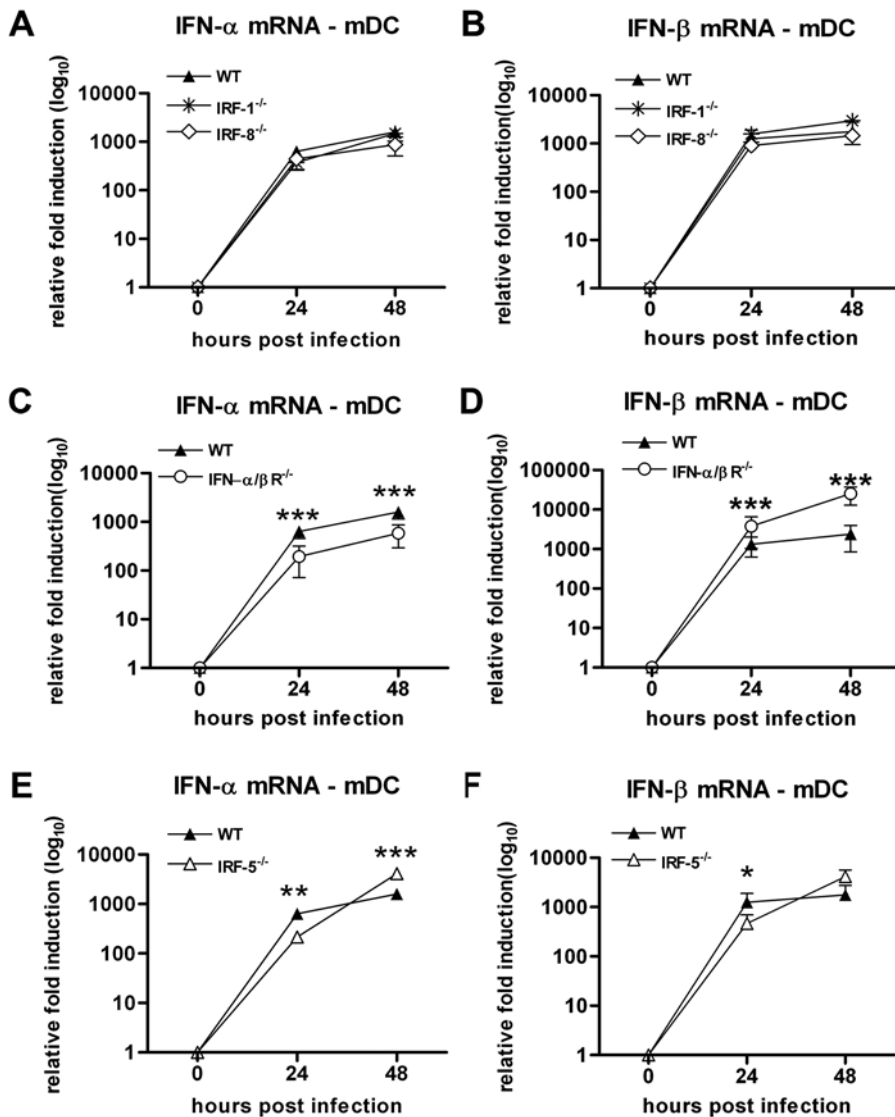 A
IFN-α mRNA - mDC
WT
IRF-1-/-
IRF-8-/-
relative fold induction (log10)
10000
1000
100
10
1
0
24
48
hours post infection
B
IFN-β mRNA - mDC
WT
IRF-1-/-
IRF-8-/-
relative fold induction(log10)
10000
1000
100
10
1
0
24
48
hours post infection
C
IFN-α mRNA - mDC
WT
IFN–α/β R-/-
relative fold induction(log10)
10000
1000
100
10
1
***
***
0
24
48
hours post infection
D
IFN-β mRNA - mDC
WT
IFN-α/β R-/-
relative fold induction(log10)
100000
10000
1000
100
10
1
***
***
0
24
48
hours post infection
E
IFN-α mRNA - mDC
WT
IRF-5-/-
relative fold induction (log10)
10000
1000
100
10
1
**
***
0
24
48
hours post infection
F
IFN-β mRNA - mDC
WT
IRF-5-/-
relative fold induction(log10)
10000
1000
100
10
1
*
0
24
48
hours post infection